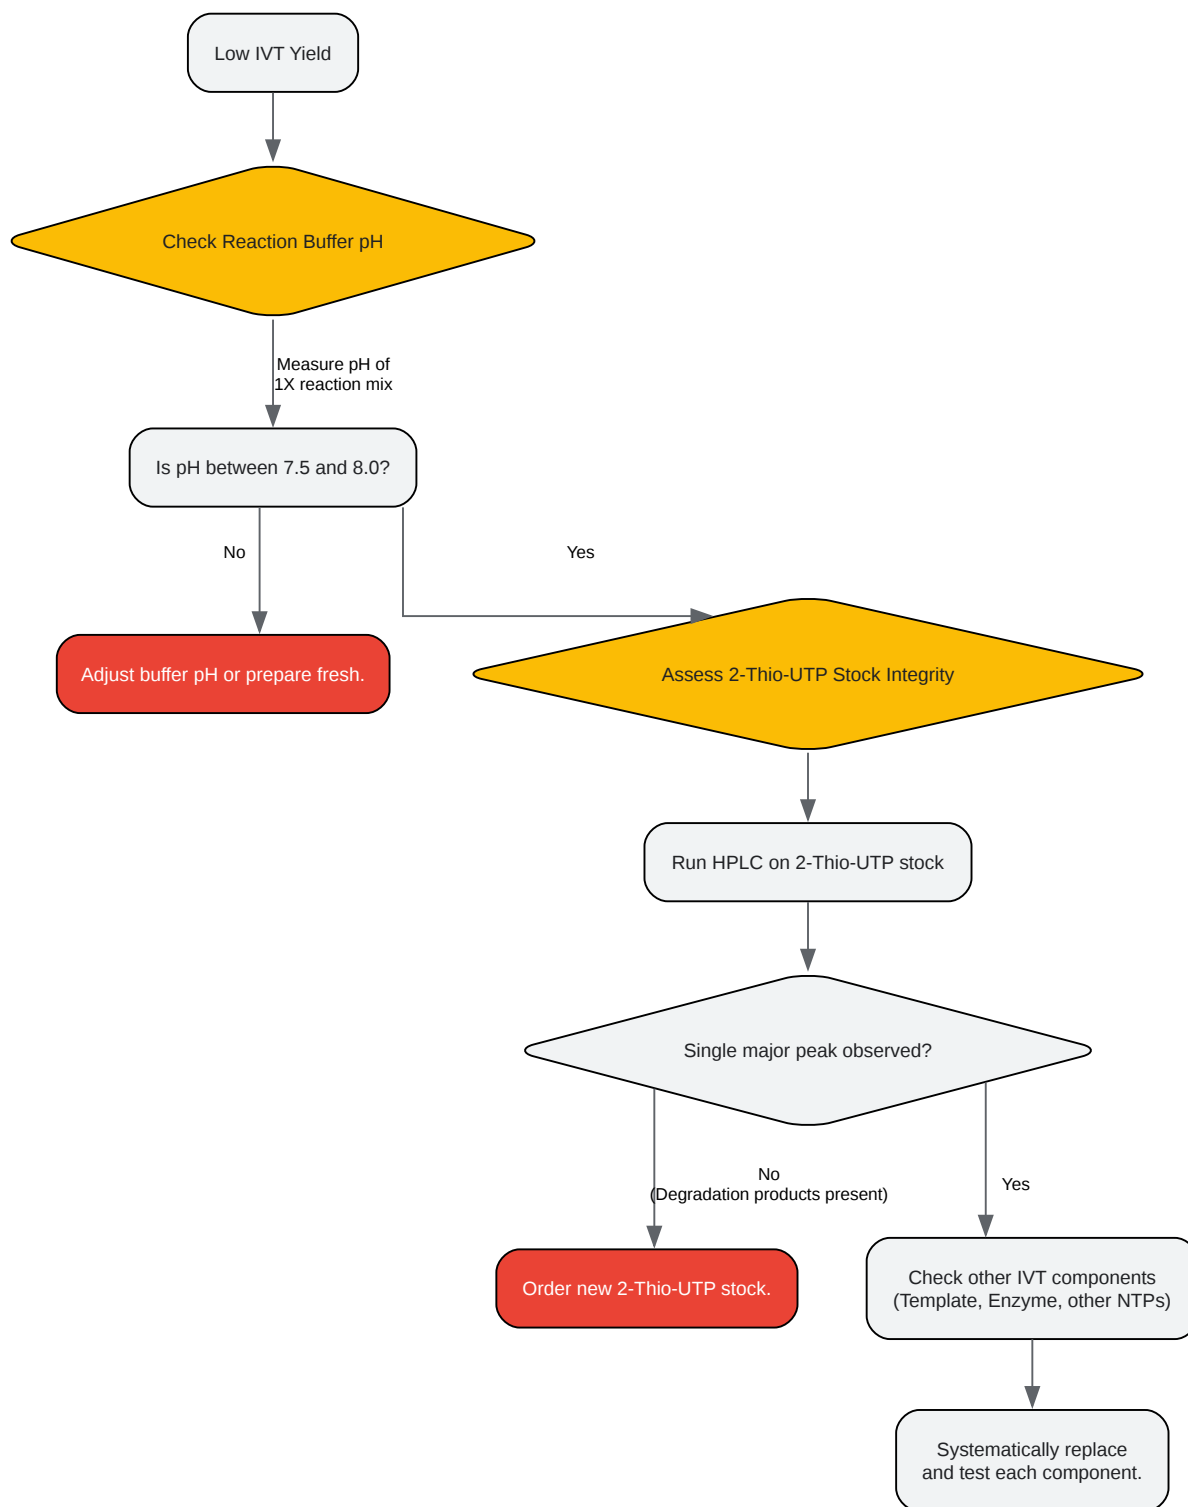 Low IVT Yield
Check Reaction Buffer pH
Measure pH of
1X reaction mix
Is pH between 7.5 and 8.0?
No
Yes
Adjust buffer pH or prepare fresh.
Assess 2-Thio-UTP Stock Integrity
Run HPLC on 2-Thio-UTP stock
Single major peak observed?
No
(Degradation products present)
Yes
Order new 2-Thio-UTP stock.
Check other IVT components
(Template, Enzyme, other NTPs)
Systematically replace
and test each component.